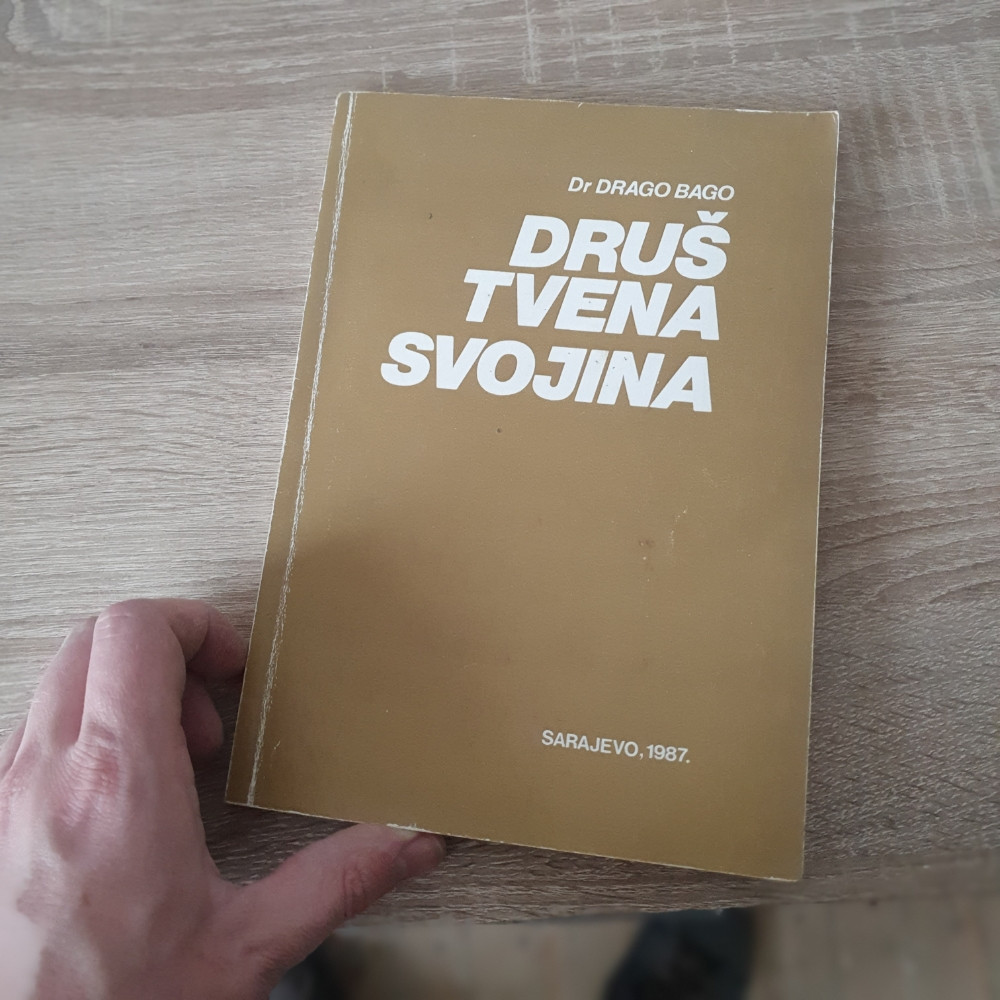 Dr DRAGO BAGO
DRUŠ
TVENA
SVOJINA
SARAJEVO, 1987.